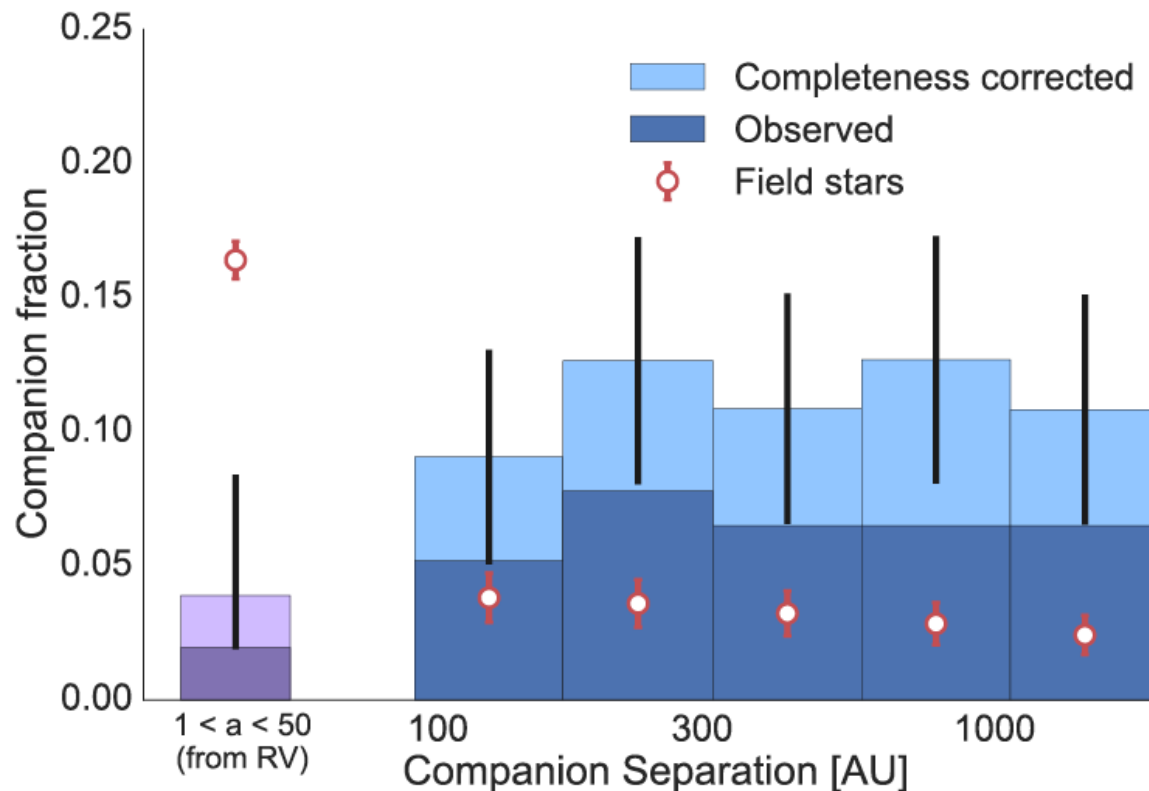 0.25
0.20
0.15
0.10
0.05
0.00
Companion fraction
Completeness corrected
Observed
Field stars
1 < a < 50
(from RV)
100
300
1000
Companion Separation [AU]